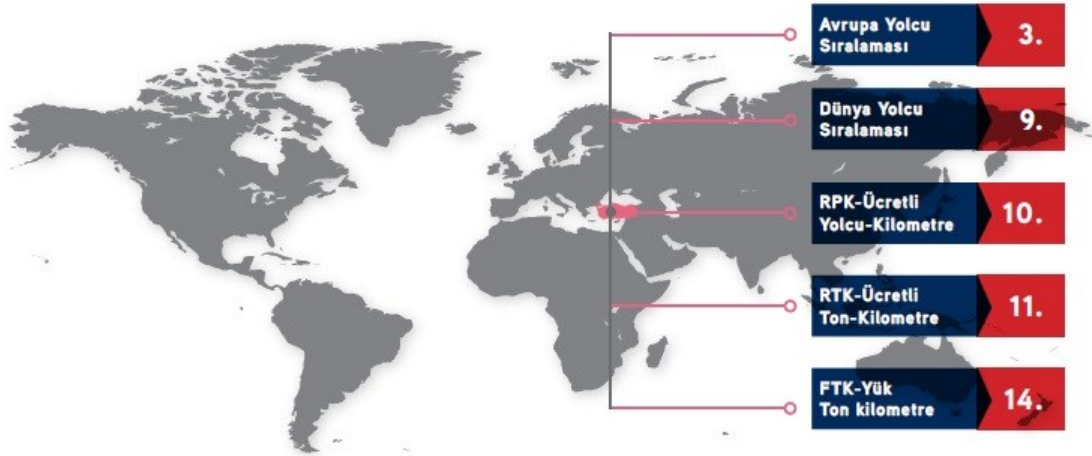 Avrupa Yolcu
Sıralaması
3.
Dünya Yolcu
Sıralaması
9.
RPK-Ücretli
Yolcu-Kilometre
10.
RTK-Ücretli
Ton-Kilometre
11.
FTK-Yük
Ton kilometre
14.